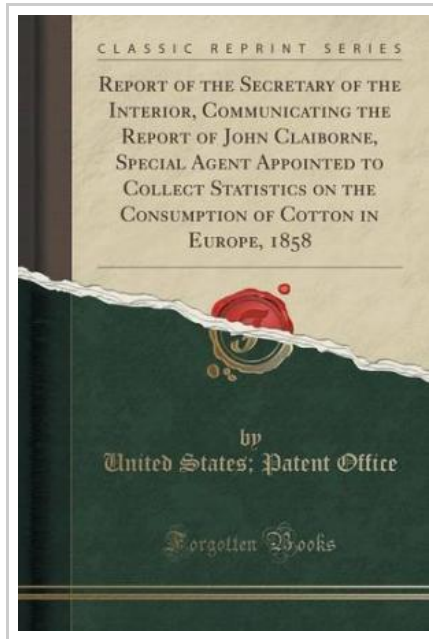 CLASSIC REPRINT SERIES
REPORT OF THE SECRETARY OF THE
INTERIOR, COMMUNICATING THE
REPORT OF JOHN CLAIBORNE,
SPECIAL AGENT APPOINTED TO
COLLECT STATISTICS ON THE
CONSUMPTION OF COTTON IN
EUROPE, 1858
by
United States; Patent Office
Forgotten Books